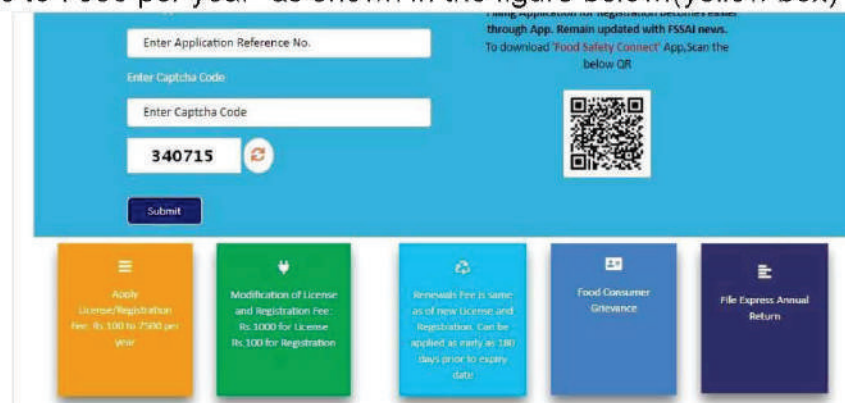 per year" as shown in the figure below(yellow box)
Filing Application for Registration becomes easier
through App. Remain updated with FSSAI news.
To download 'Food Safety Connect' App,Scan the
below QR
Enter Application Reference No.
Enter Captcha Code
Enter Captcha Code
340715
Submit
Apply
License/Registration
Fee: Rs.100 to 7500 per
year
Modification of License
and Registration Fee:
Rs.1000 for License
Rs.100 for Registration
Renewals Fee is same
as of new License and
Registration. Can be
applied as early as 180
days prior to expiry
date
Food Consumer
Grievance
File Express Annual
Return